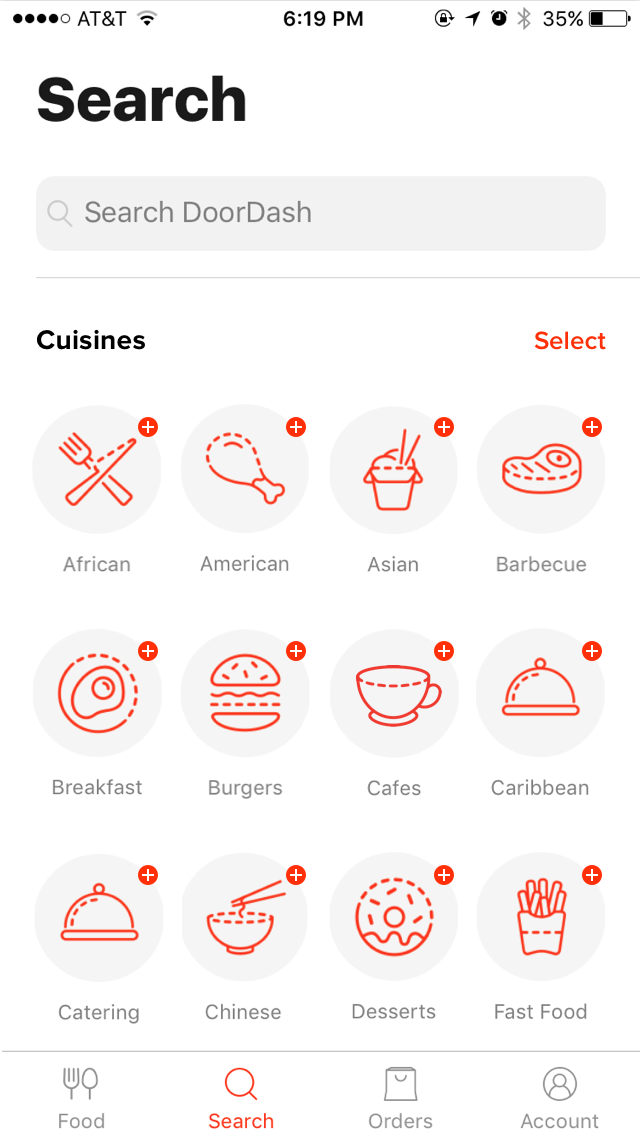 AT&T 6:19 PM 35%
Search
Search DoorDash
Cuisines Select
African American Asian Barbecue
Breakfast Burgers Cafes Caribbean
Catering Chinese Desserts Fast Food
Food Search Orders Account